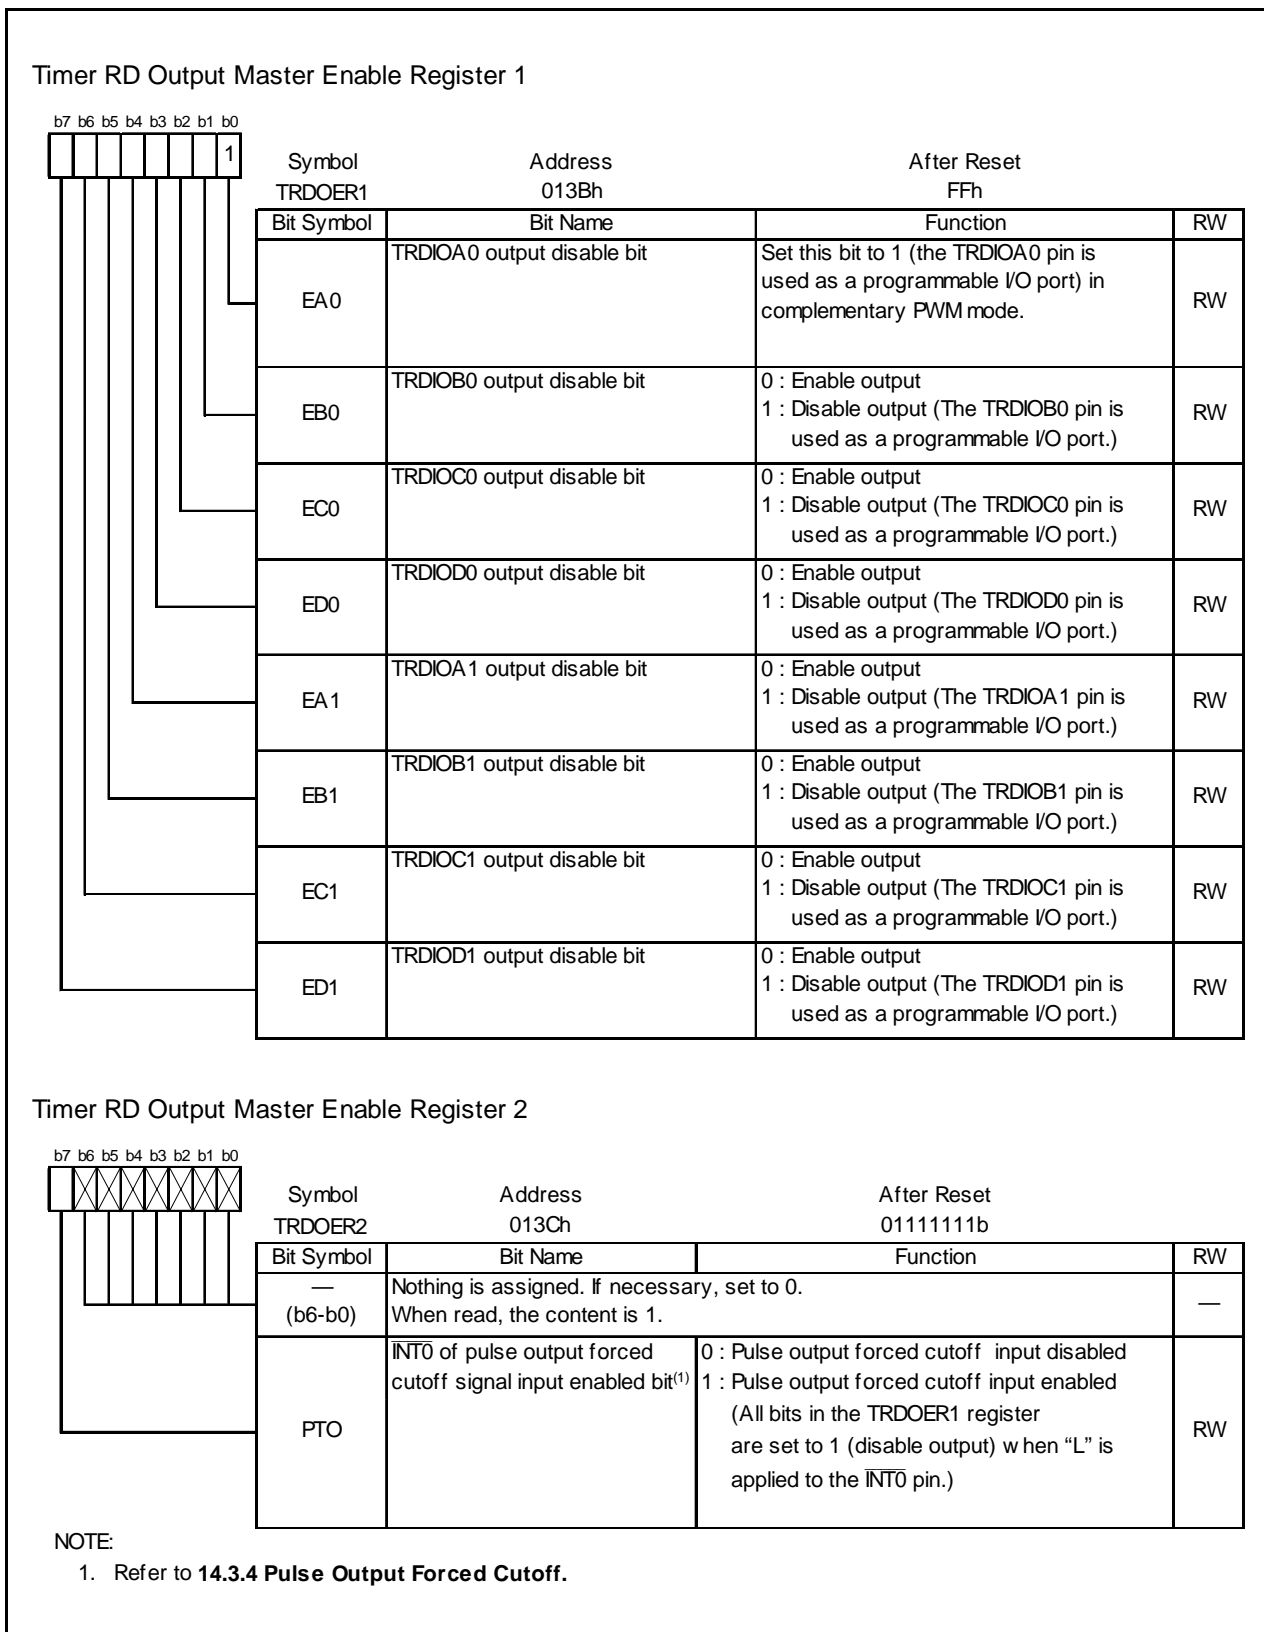 Timer RD Output Master Enable Register 1
b7 b6 b5 b4 b3 b2 b1 b0
1
Symbol Address After Reset
TRDOER1 013Bh FFh
Bit Symbol Bit Name Function RW
EA0 TRDIOA0 output disable bit Set this bit to 1 (the TRDIOA0 pin is
used as a programmable I/O port) in
complementary PWM mode. RW
EB0 TRDIOB0 output disable bit 0 : Enable output
1 : Disable output (The TRDIOB0 pin is
used as a programmable I/O port.) RW
EC0 TRDIOC0 output disable bit 0 : Enable output
1 : Disable output (The TRDIOC0 pin is
used as a programmable I/O port.) RW
ED0 TRDIOD0 output disable bit 0 : Enable output
1 : Disable output (The TRDIOD0 pin is
used as a programmable I/O port.) RW
EA1 TRDIOA1 output disable bit 0 : Enable output
1 : Disable output (The TRDIOA1 pin is
used as a programmable I/O port.) RW
EB1 TRDIOB1 output disable bit 0 : Enable output
1 : Disable output (The TRDIOB1 pin is
used as a programmable I/O port.) RW
EC1 TRDIOC1 output disable bit 0 : Enable output
1 : Disable output (The TRDIOC1 pin is
used as a programmable I/O port.) RW
ED1 TRDIOD1 output disable bit 0 : Enable output
1 : Disable output (The TRDIOD1 pin is
used as a programmable I/O port.) RW
Timer RD Output Master Enable Register 2
b7 b6 b5 b4 b3 b2 b1 b0
Symbol Address After Reset
TRDOER2 013Ch 01111111b
Bit Symbol Bit Name Function RW
—
(b6-b0) Nothing is assigned. If necessary, set to 0.
When read, the content is 1. —
PTO INT0 of pulse output forced
cutoff signal input enabled bit(1) 0 : Pulse output forced cutoff input disabled
1 : Pulse output forced cutoff input enabled
(All bits in the TRDOER1 register
are set to 1 (disable output) when “L” is
applied to the INT0 pin.) RW
NOTE:
1. Refer to 14.3.4 Pulse Output Forced Cutoff.